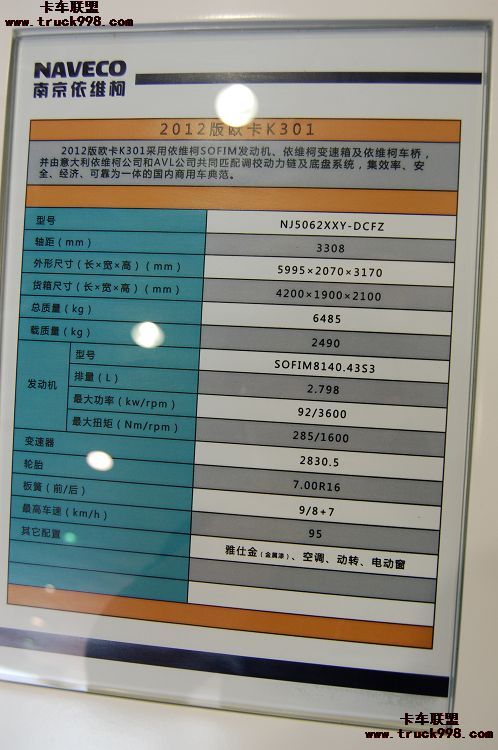 卡车联盟
www.truck998.com
NAVECO
南京依维柯
2012版欧卡K301
2012版欧卡K301采用依维柯SOFIM发动机、依维柯变速箱及依维柯车桥，
并由意大利依维柯公司和AVL公司共同匹配调校动力链及底盘系统，集效率、安
全、经济、可靠为一体的国内商用车典范。
型号 NJ5062XXY-DCFZ
轴距（mm） 3308
外形尺寸（长×宽×高）（mm） 5995×2070×3170
货箱尺寸（长×宽×高）（mm） 4200×1900×2100
总质量（kg） 6485
载质量（kg） 2490
发动机 型号 SOFIM8140.43S3
排量（L） 2.798
最大功率（kw/rpm） 92/3600
最大扭矩（Nm/rpm） 285/1600
变速器 2830.5
轮胎 7.00R16
板簧（前/后） 9/8+7
最高车速（km/h） 95
其它配置 雅仕金（金属漆）、空调、动转、电动窗
卡车联盟
www.truck998.com